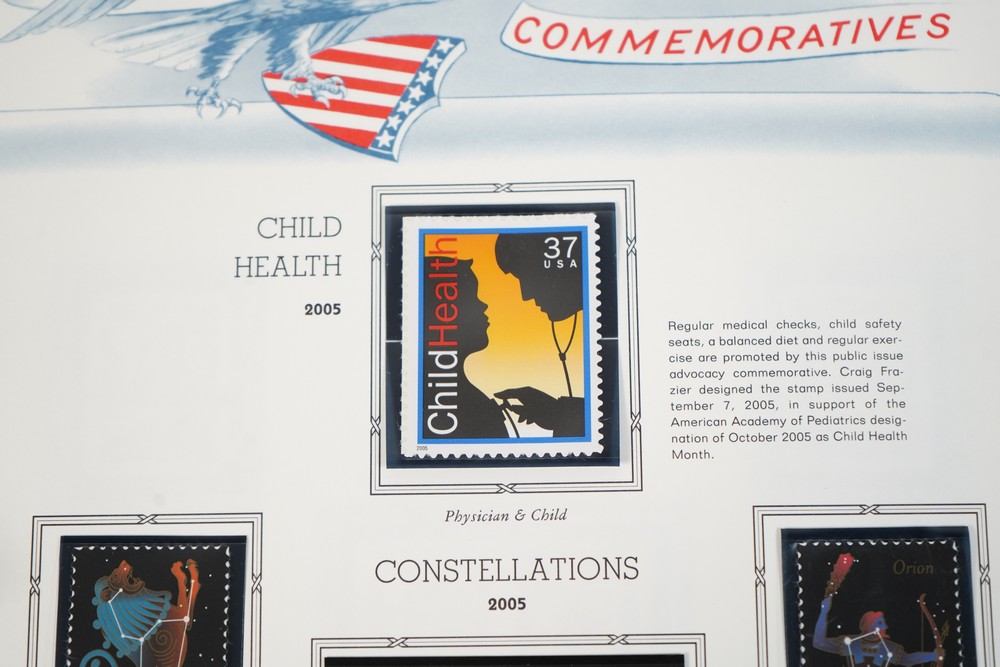 COMMEMORATIVES
CHILD
HEALTH
2005
ChildHealth
37
USA
2005
Regular medical checks, child safety
seats, a balanced diet and regular exer-
cise are promoted by this public issue
advocacy commemorative. Craig Fra-
zier designed the stamp issued Sep-
tember 7, 2005, in support of the
American Academy of Pediatrics desig-
nation of October 2005 as Child Health
Month.
Physician & Child
CONSTELLATIONS
2005
Orion